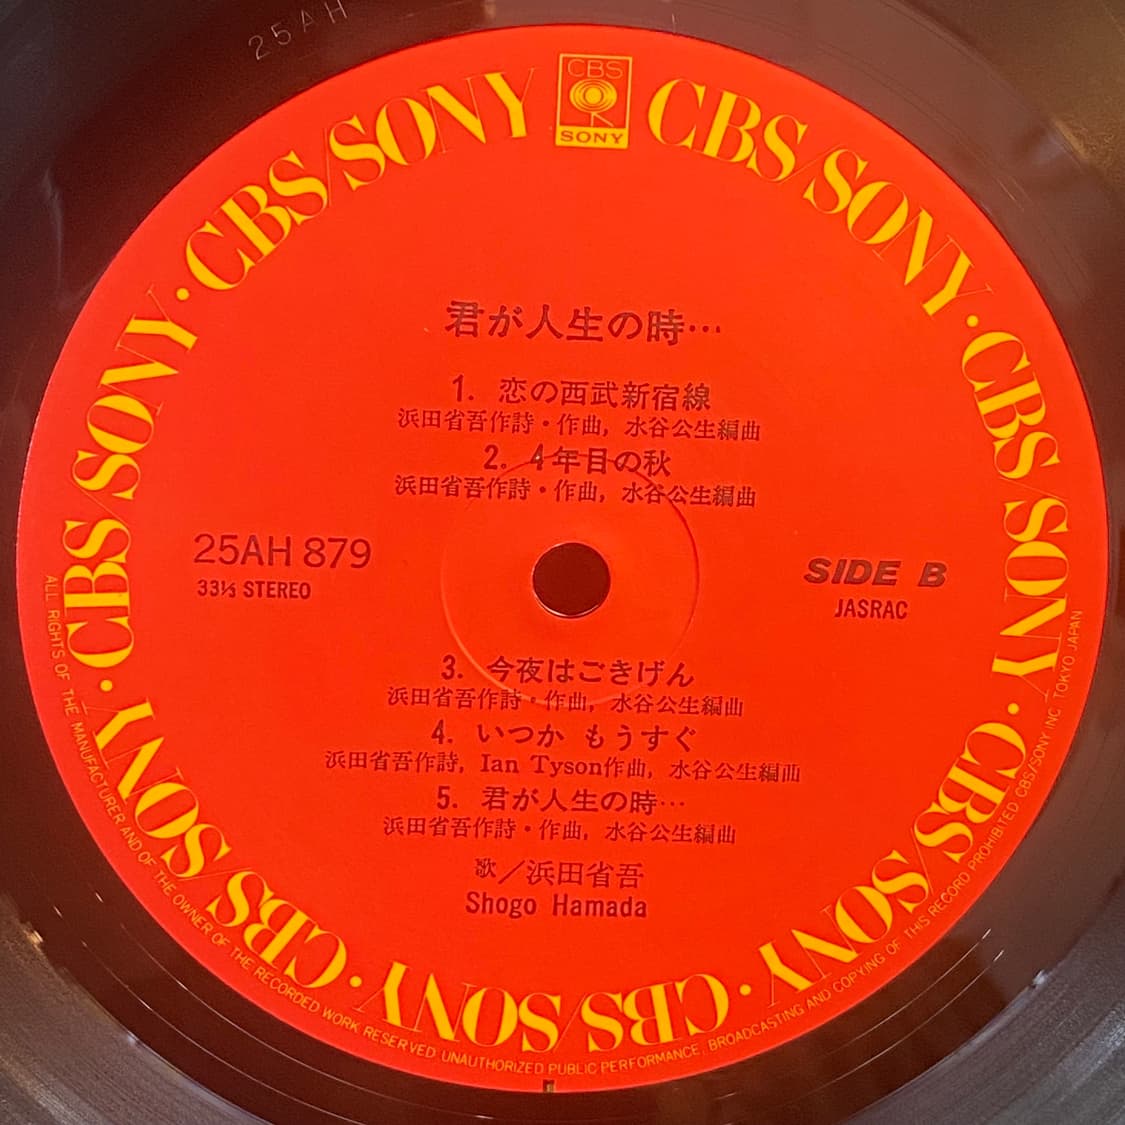 25AH
CBS
SONY
CBS/SONY · CBS/SONY · CBS/SONY · CBS/SONY · CBS/SONY · CBS/SONY · CBS/SONY · CBS/SONY
君が人生の時…
1. 恋の西武新宿線
浜田省吾作詩・作曲, 水谷公生編曲
2. 4年目の秋
浜田省吾作詩・作曲, 水谷公生編曲
25AH 879
33⅓ STEREO
SIDE B
JASRAC
3. 今夜はごきげん
浜田省吾作詩・作曲, 水谷公生編曲
4. いつか もうすぐ
浜田省吾作詩, Ian Tyson作曲, 水谷公生編曲
5. 君が人生の時…
浜田省吾作詩・作曲, 水谷公生編曲
歌／浜田省吾
Shogo Hamada
ALL RIGHTS OF THE MANUFACTURER AND OF THE OWNER OF THE RECORDED WORK RESERVED UNAUTHORIZED PUBLIC PERFORMANCE, BROADCASTING AND COPYING OF THIS RECORD PROHIBITED CBS/SONY INC. TOKYO JAPAN